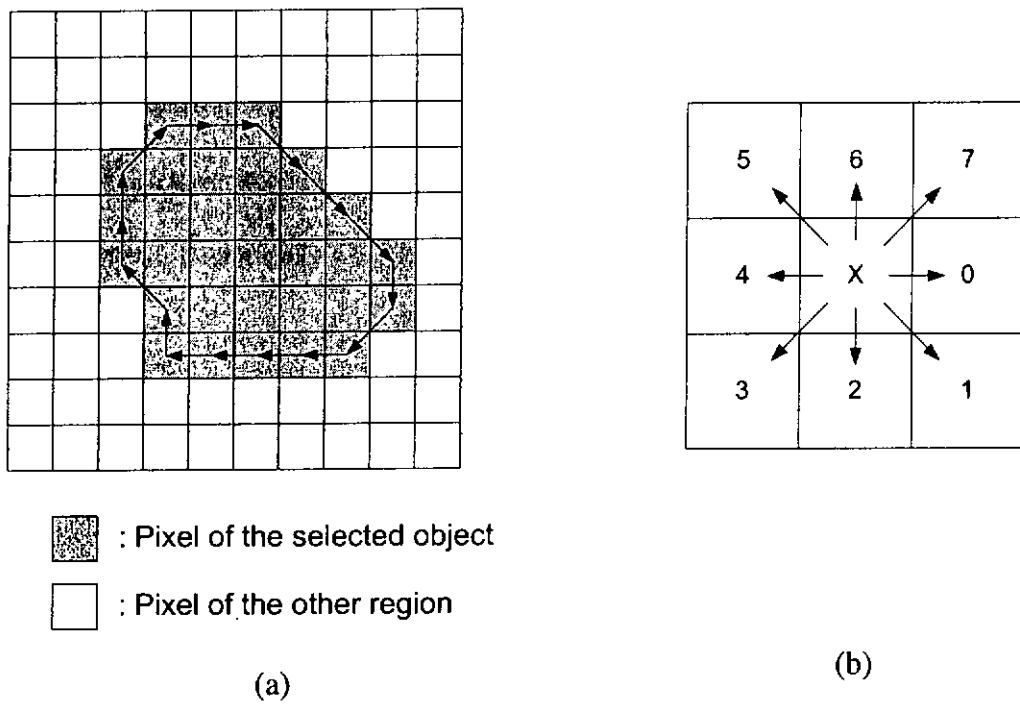 5 6 7
4 X 0
3 2 1
: Pixel of the selected object
: Pixel of the other region
(a)
(b)